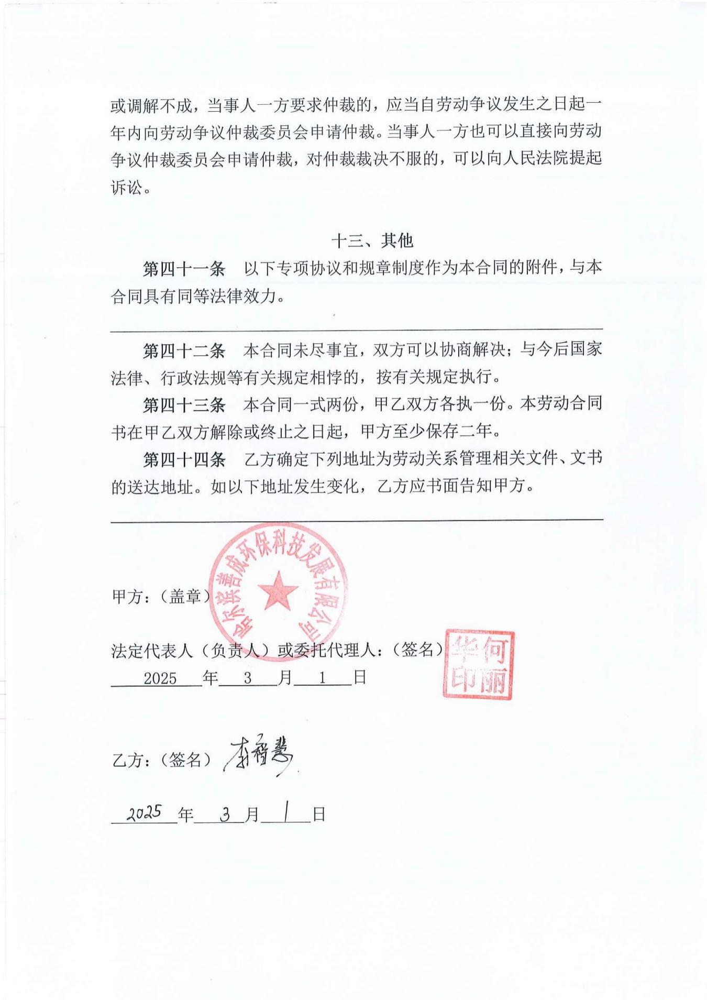 或调解不成，当事人一方要求仲裁的，应当自劳动争议发生之日起一
年内向劳动争议仲裁委员会申请仲裁。当事人一方也可以直接向劳动
争议仲裁委员会申请仲裁，对仲裁裁决不服的，可以向人民法院提起
诉讼。
十三、其他
第四十一条 以下专项协议和规章制度作为本合同的附件，与本
合同具有同等法律效力。
第四十二条 本合同未尽事宜，双方可以协商解决；与今后国家
法律、行政法规等有关规定相悖的，按有关规定执行。
第四十三条 本合同一式两份，甲乙双方各执一份。本劳动合同
书在甲乙双方解除或终止之日起，甲方至少保存二年。
第四十四条 乙方确定下列地址为劳动关系管理相关文件、文书
的送达地址。如以下地址发生变化，乙方应书面告知甲方。
哈尔滨善成环保科技发展有限公司
甲方：（盖章）
法定代表人（负责人）或委托代理人：（签名）
何丽华印
2025 年 3 月 1 日
乙方：（签名） 李
2025 年 3 月 1 日